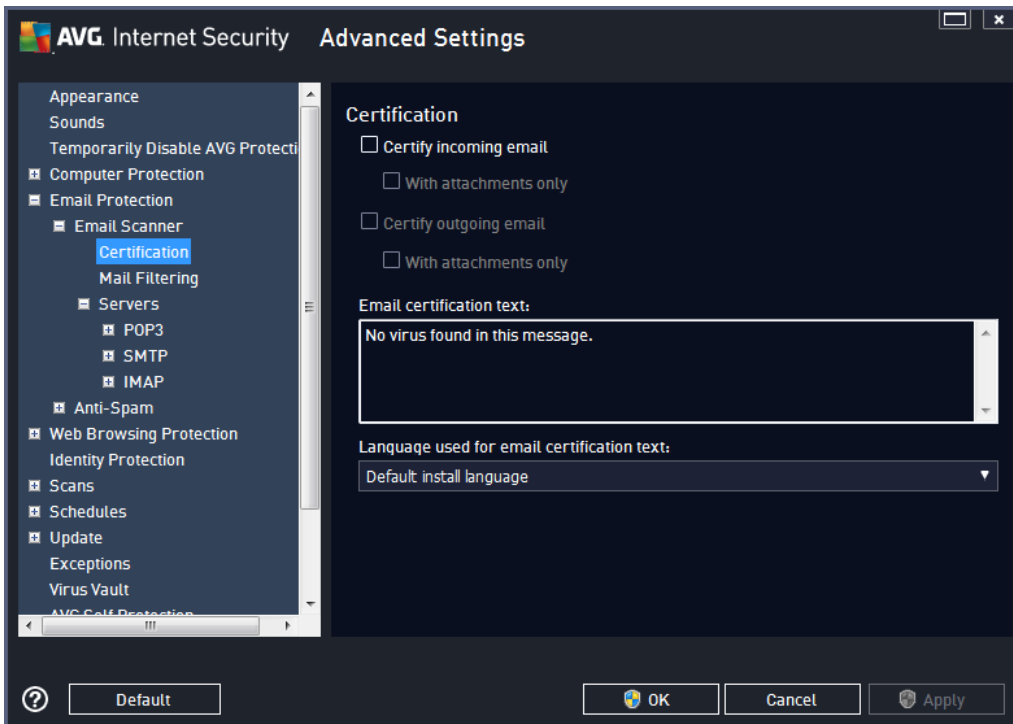 AVG. Internet Security Advanced Settings
Appearance
Sounds
Temporarily Disable AVG Protecti
Computer Protection
Email Protection
Email Scanner
Certification
Mail Filtering
Servers
POP3
SMTP
IMAP
Anti-Spam
Web Browsing Protection
Identity Protection
Scans
Schedules
Update
Exceptions
Virus Vault
AVG Self Protection
Certification
Certify incoming email
With attachments only
Certify outgoing email
With attachments only
Email certification text:
No virus found in this message.
Language used for email certification text:
Default install language
Default
OK
Cancel
Apply